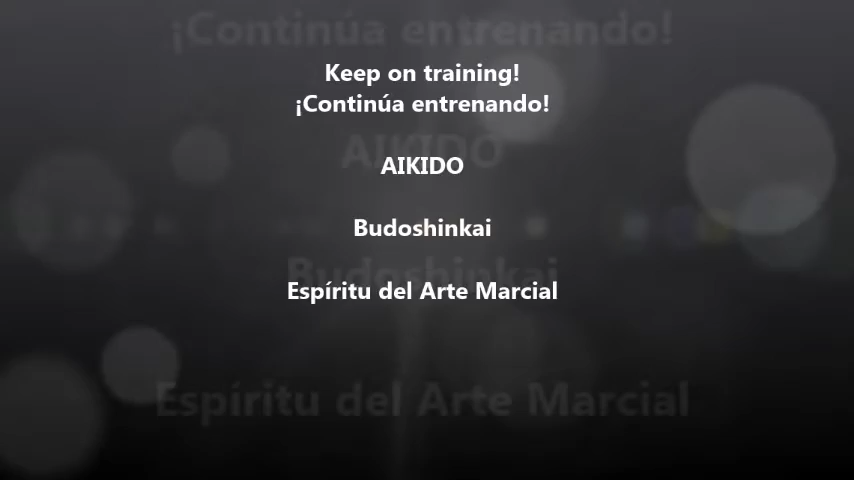 Keep on training!
¡Continúa entrenando!
AIKIDO
Budoshinkai
Espíritu del Arte Marcial